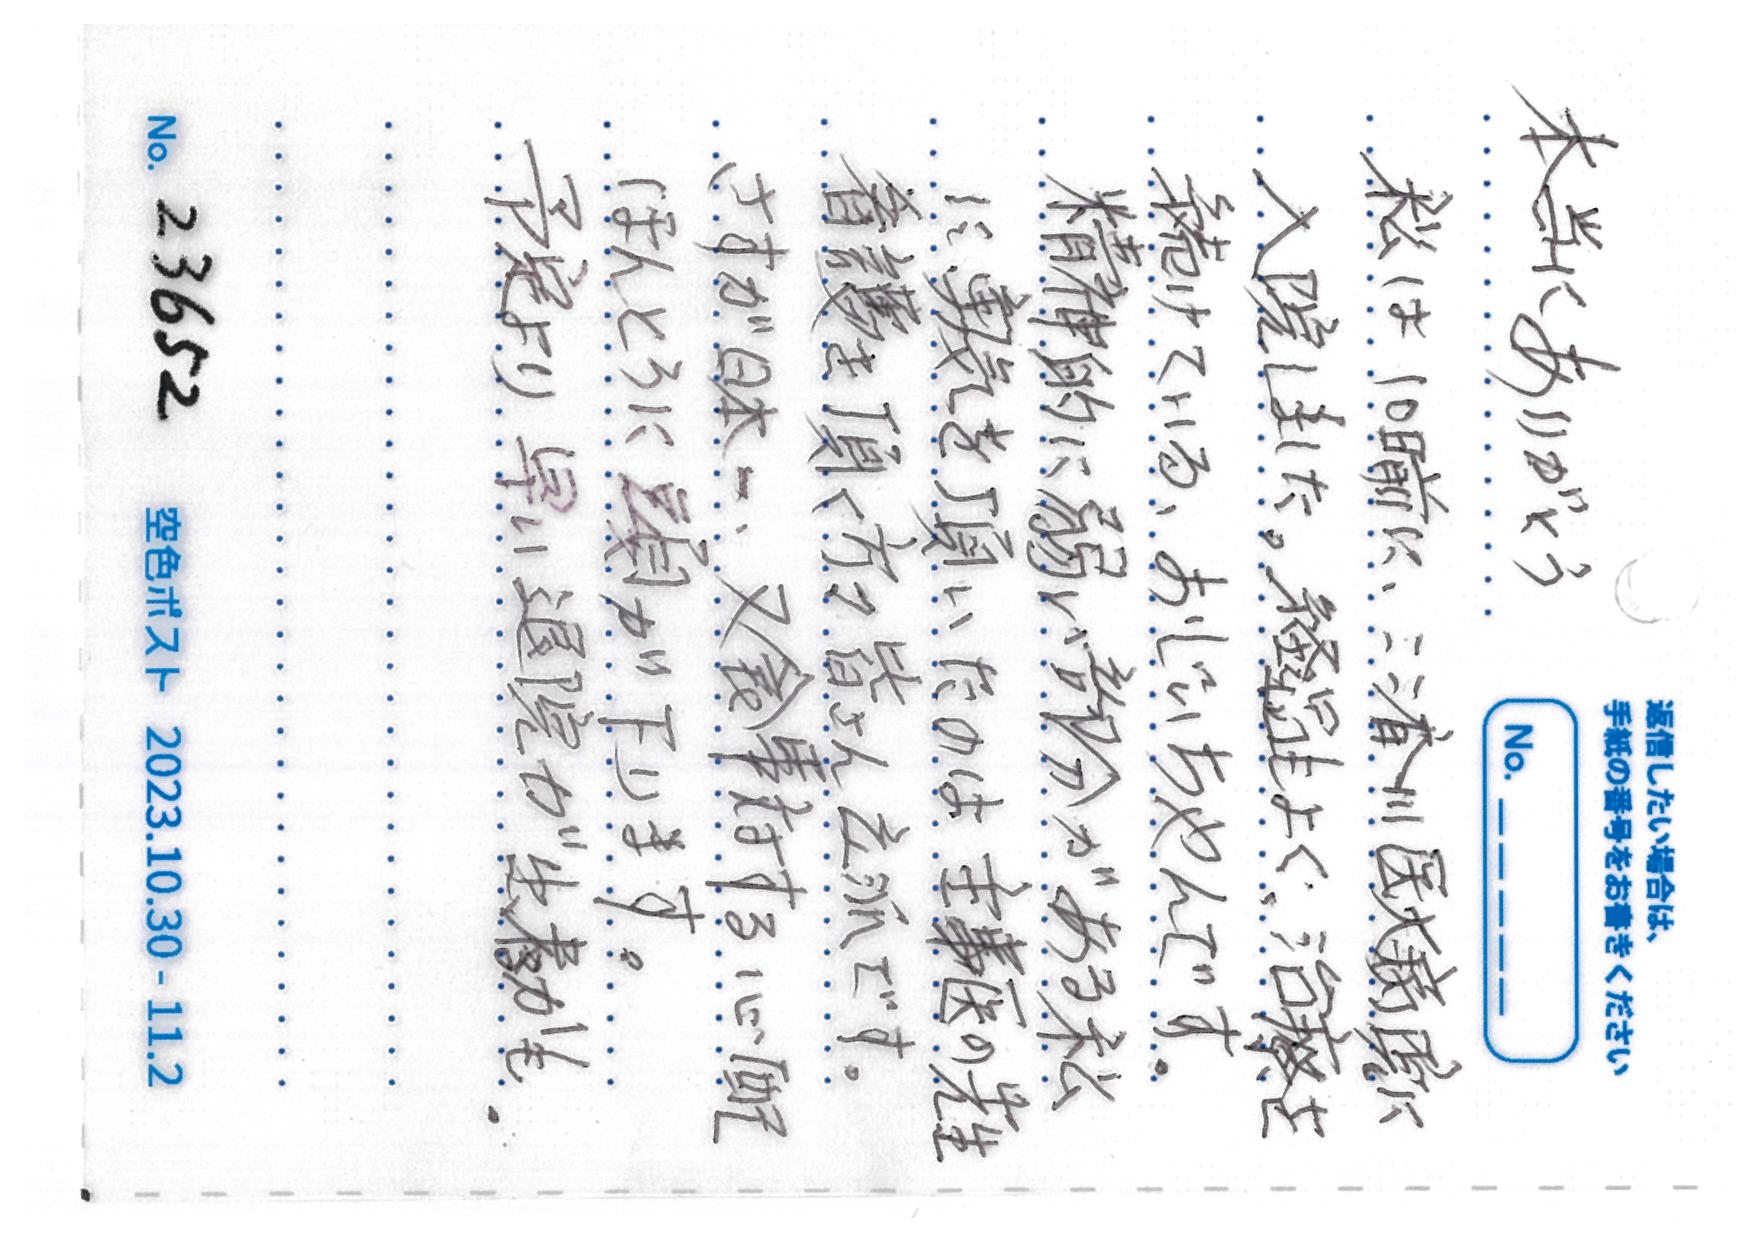 返信したい場合は、
手紙の番号をお書きください
No. _ _ _ _ _
本当にありがとう
私は10日前に、ここ香川医大病院に
入院しました。経過もよく、治療を
続けている、おじいちゃんです。
精神的に弱い部分がある私
に勇気を頂いたのは主事医の先生
看護を頂く方々皆さん立派です。
さすが日本一、又食事対する心配
ほんとうに頭が下ります。
予定より早い退院が出来るかも.
No. 23652
空色ポスト 2023.10.30 - 11.2